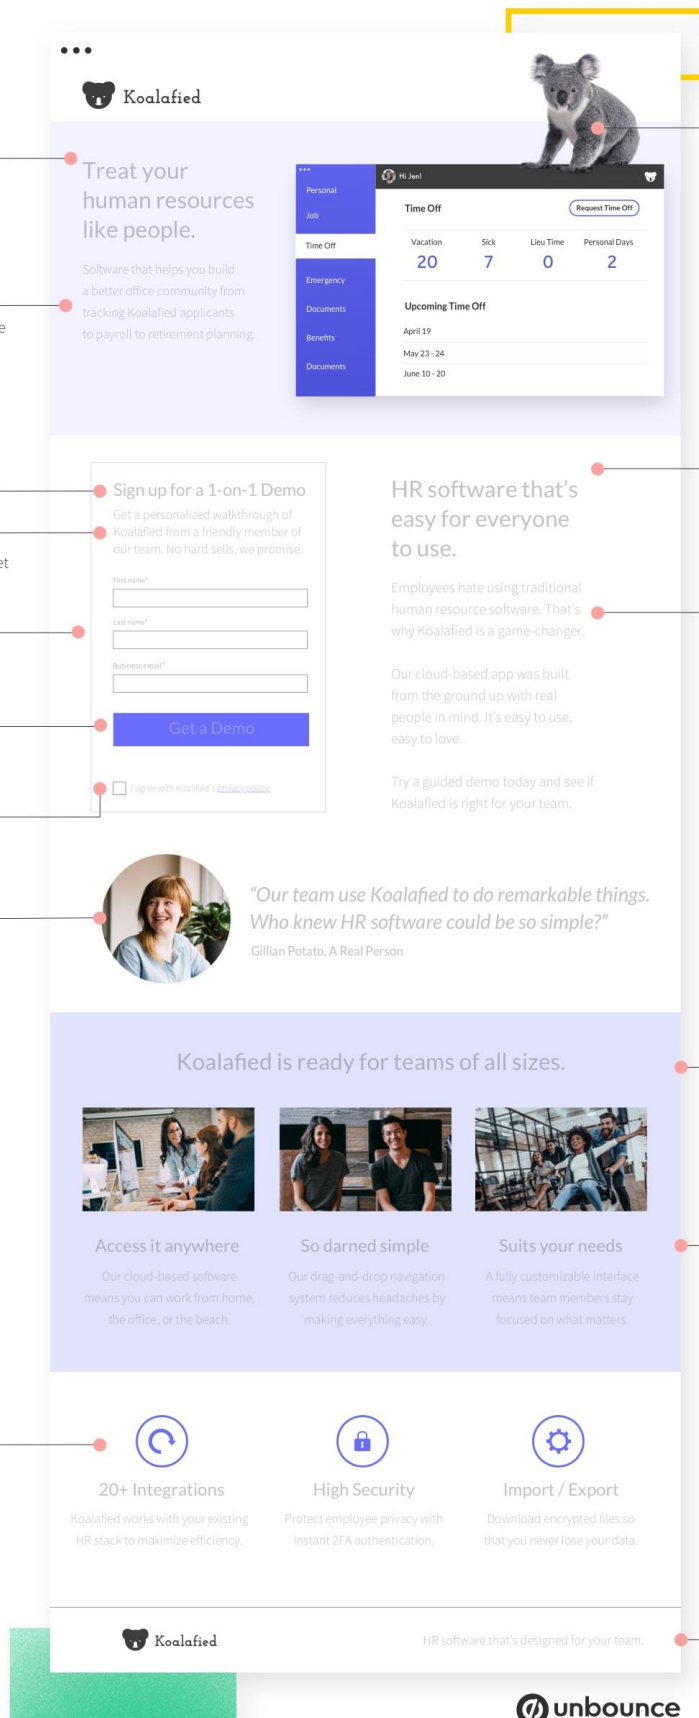 Koalafied
Treat your
human resources
like people.
Software that helps you build
a better office community from
tracking Koalafied applicants
to payroll to retirement planning.
Personal
Job
Time Off
Emergency
Documents
Benefits
Documents
Hi Jen!
Time Off
Request Time Off
Vacation Sick Lieu Time Personal Days
20 7 0 2
Upcoming Time Off
April 19
May 23 - 24
June 10 - 20
e
Sign up for a 1-on-1 Demo
Get a personalized walkthrough of
Koalafied from a friendly member of
our team. No hard sells, we promise.
et
First name*
Last name*
Business email*
Get a Demo
I agree with Koalified's privacy policy.
HR software that's
easy for everyone
to use.
Employees hate using traditional
human resource software. That's
why Koalafied is a game-changer.
Our cloud-based app was built
from the ground up with real
people in mind. It's easy to use,
easy to love.
Try a guided demo today and see if
Koalafied is right for your team.
"Our team use Koalafied to do remarkable things.
Who knew HR software could be so simple?"
Gillian Potato, A Real Person
Koalafied is ready for teams of all sizes.
Access it anywhere
Our cloud-based software
means you can work from home,
the office, or the beach.
So darned simple
Our drag-and-drop navigation
system reduces headaches by
making everything easy.
Suits your needs
A fully customizable interface
means team members stay
focused on what matters.
20+ Integrations
Koalafied works with your existing
HR stack to maximize efficiency.
High Security
Protect employee privacy with
instant 2FA authentication.
Import / Export
Download encrypted files so
that you never lose your data.
Koalafied
HR software that's designed for your team.
unbounce